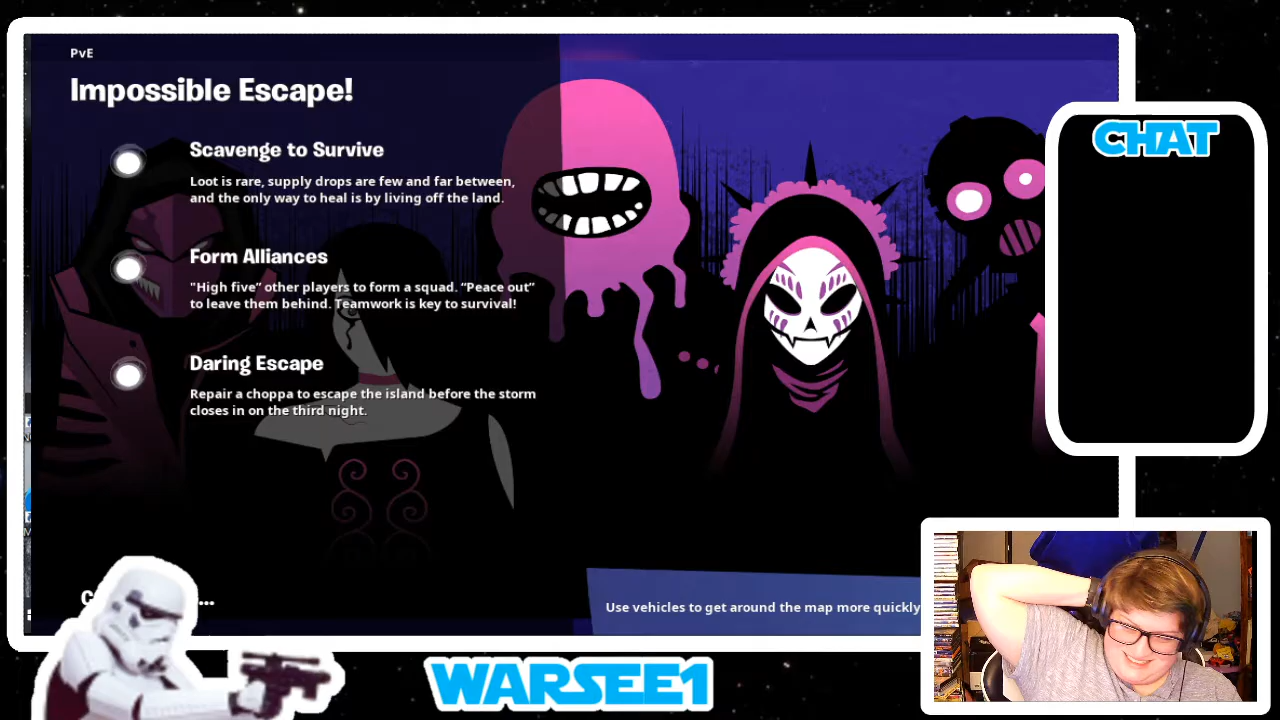 PvE
Impossible Escape!
Scavenge to Survive
Loot is rare, supply drops are few and far between,
and the only way to heal is by living off the land.
Form Alliances
"High five” other players to form a squad. “Peace out”
to leave them behind. Teamwork is key to survival!
Daring Escape
Repair a choppa to escape the island before the storm
closes in on the third night.
Use vehicles to get around the map more quickly
CHAT
WARSEE1